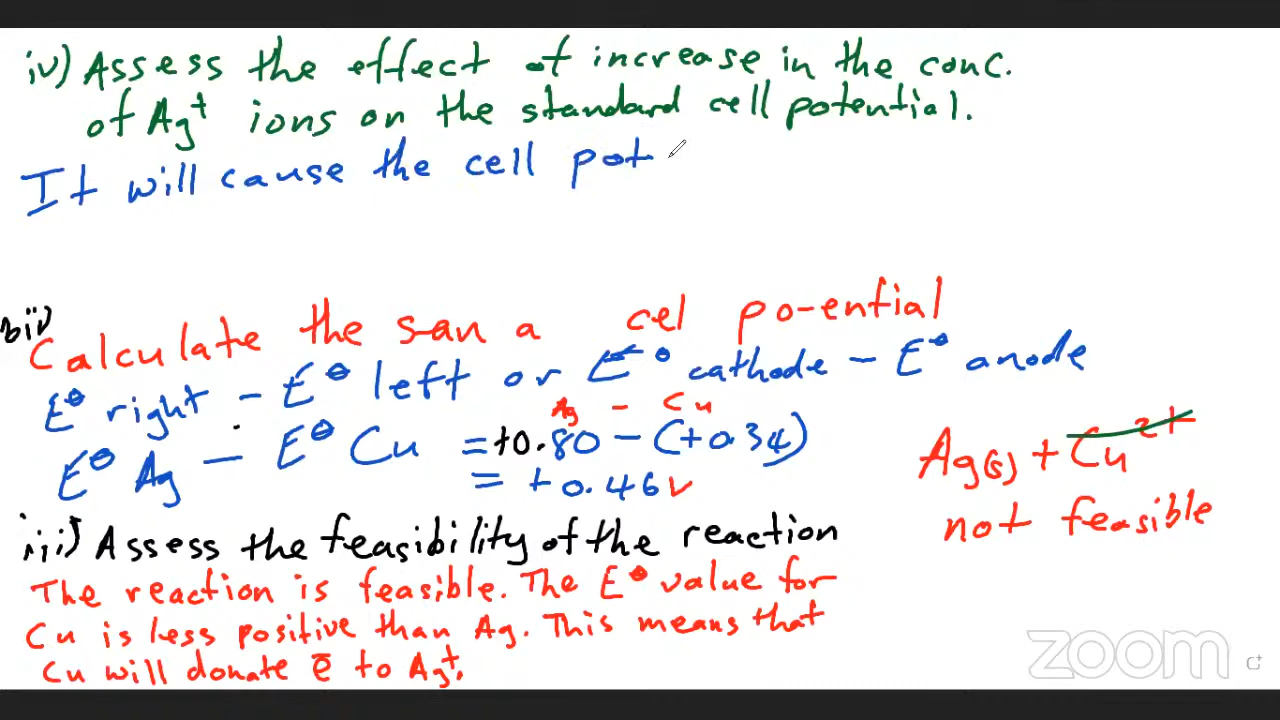 iv) Assess the effect of increase in the conc.
of Ag+ ions on the standard cell potential.
It will cause the cell pot
bii) Calculate the san a cel po-ential
E⊖ right - E⊖ left or E⊖ cathode - E⊖ anode
Ag - Cu
E⊖ Ag - E⊖ Cu = +0.80 - (+0.34)
= +0.46V
Ag(s) + Cu2+
not feasible
iii) Assess the feasibility of the reaction
The reaction is feasible. The E⊖ value for
Cu is less positive than Ag. This means that
Cu will donate ē to Ag+.
zoom